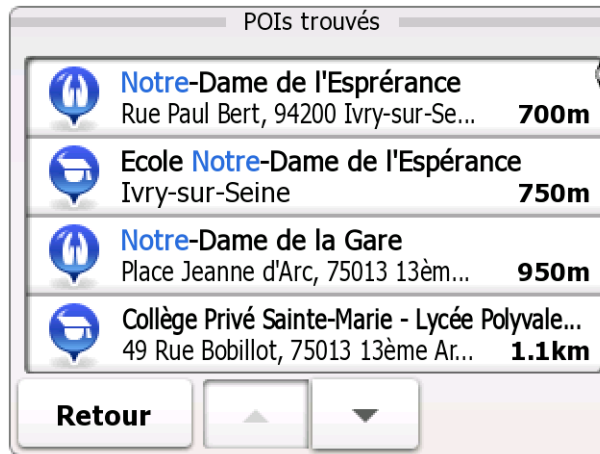 POIs trouvés
Notre-Dame de l'Esprérance
Rue Paul Bert, 94200 Ivry-sur-Se... 700m
Ecole Notre-Dame de l'Espérance
Ivry-sur-Seine 750m
Notre-Dame de la Gare
Place Jeanne d'Arc, 75013 13èm... 950m
Collège Privé Sainte-Marie - Lycée Polyvale...
49 Rue Bobillot, 75013 13ème Ar... 1.1km
Retour